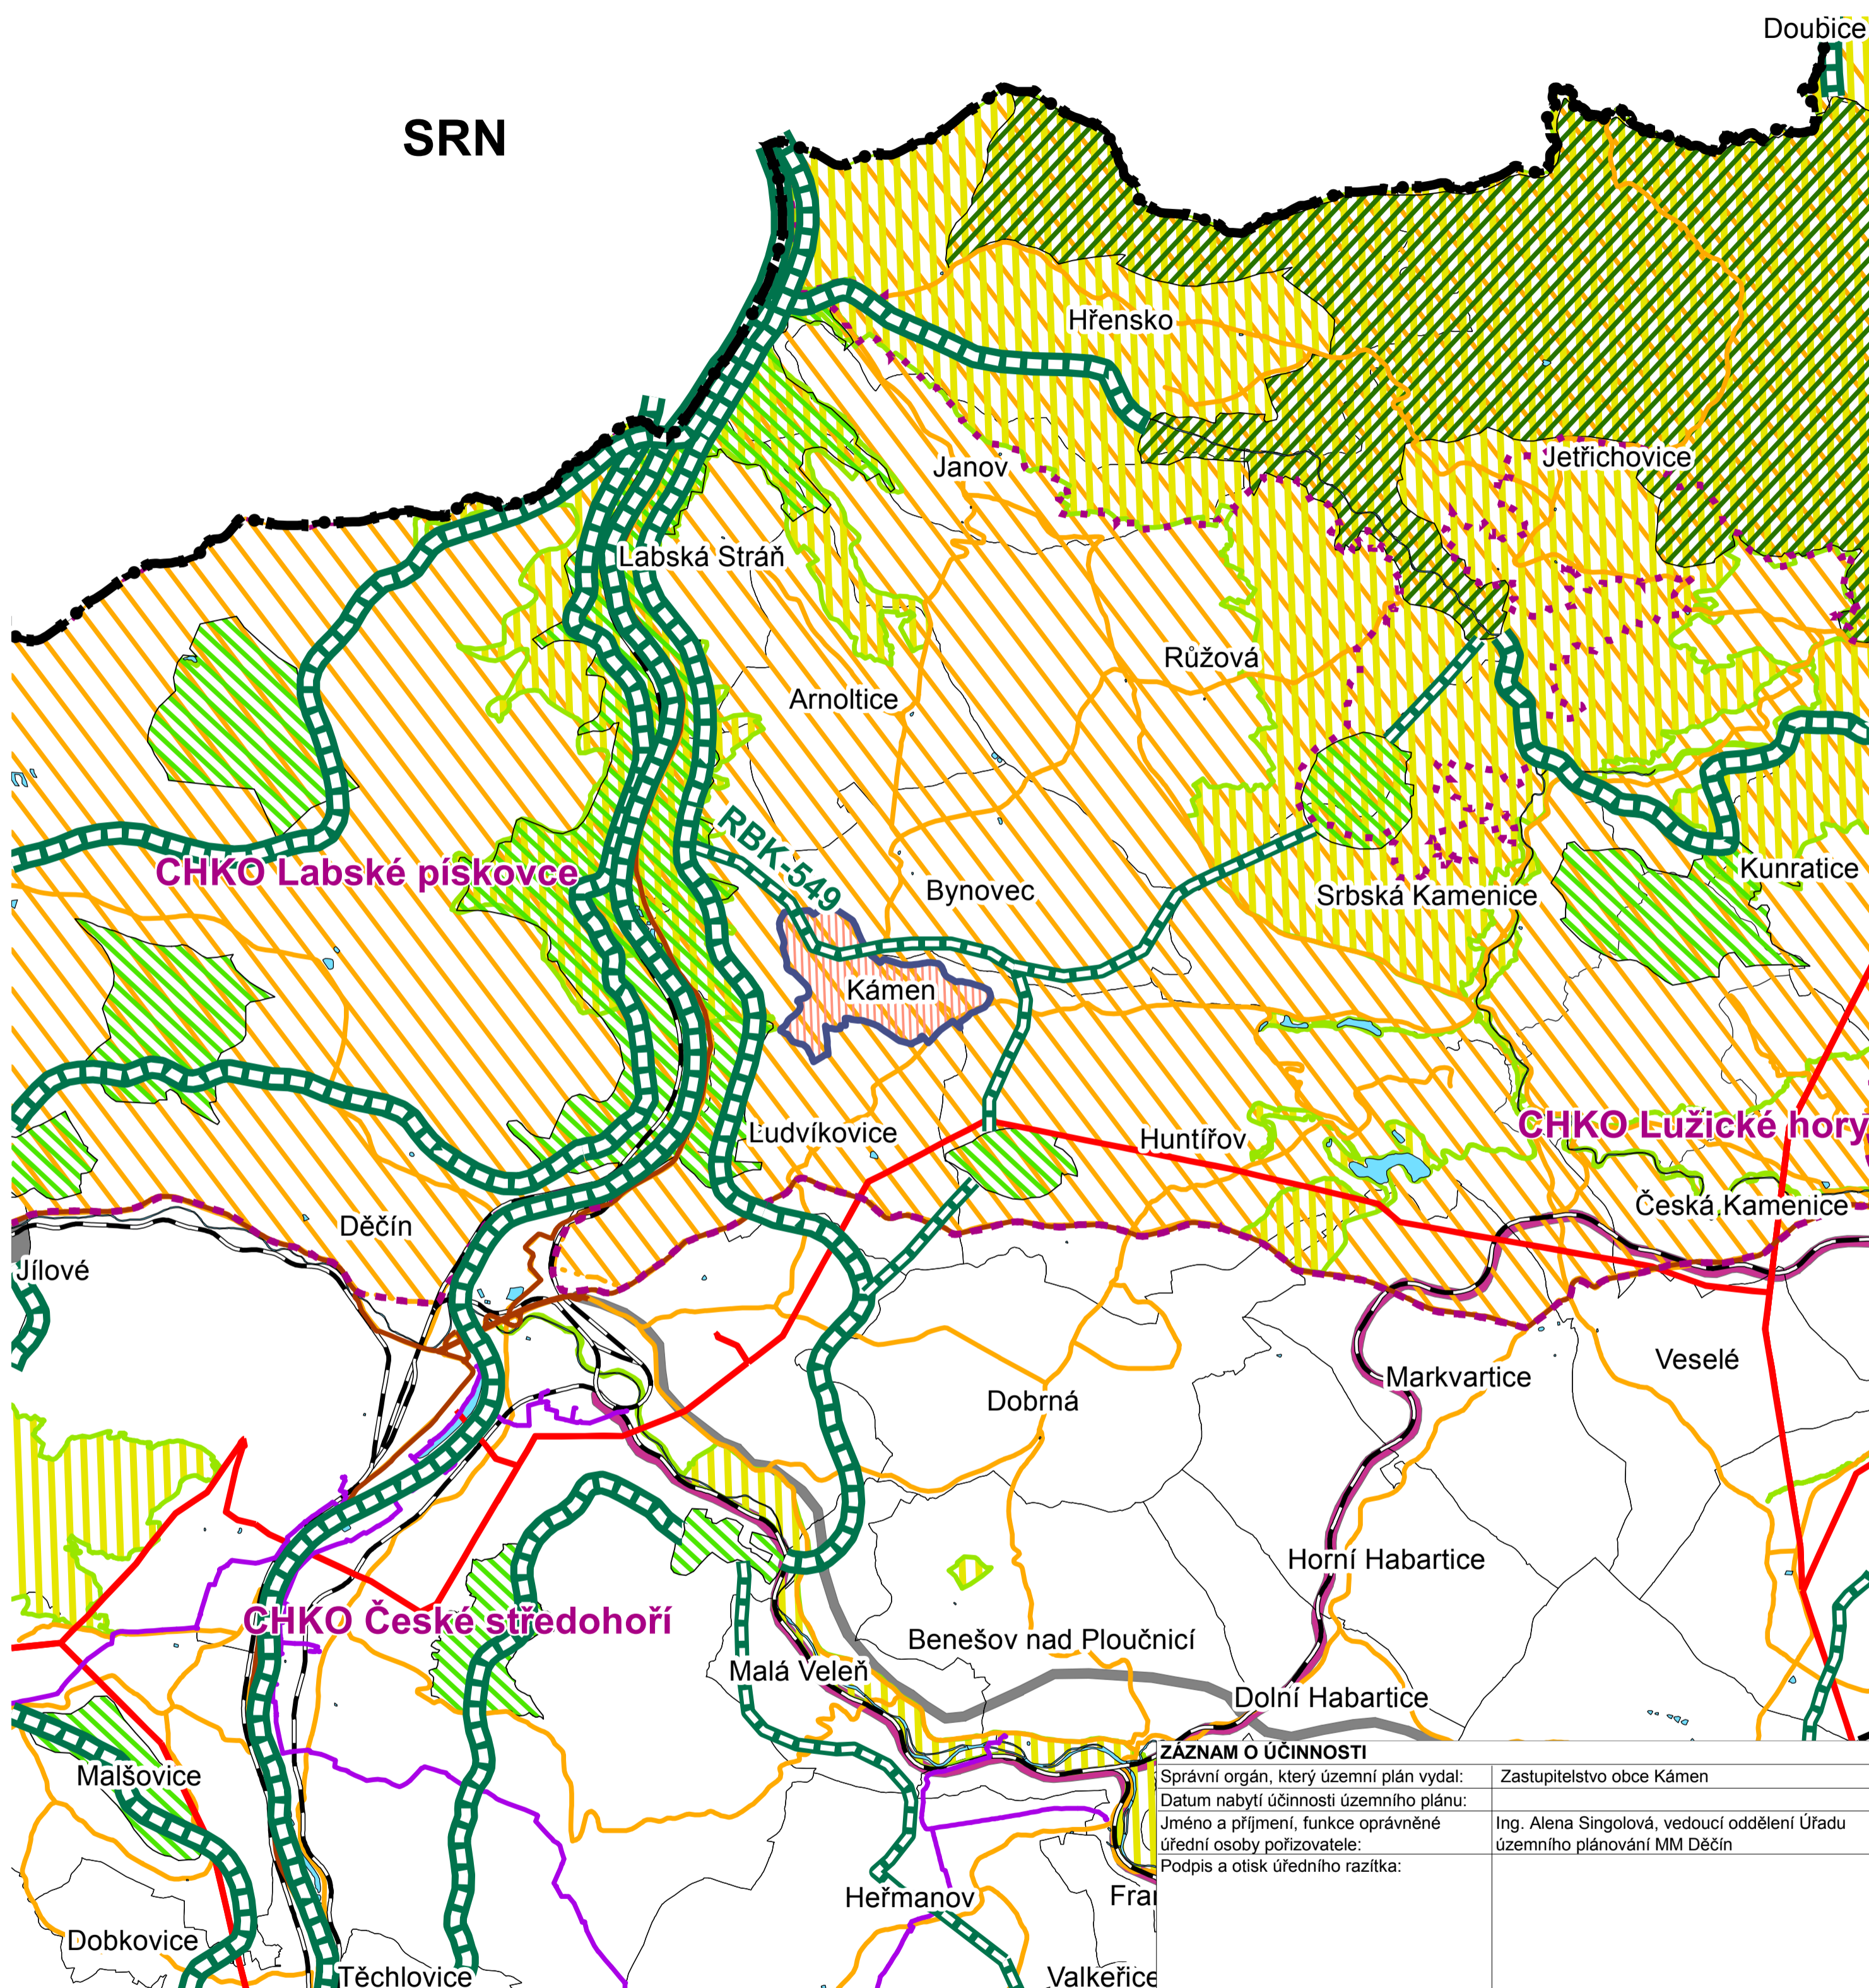 Doubice
SRN
Hřensko
Janov
Jetřichovice
Labská Stráň
Růžová
Arnoltice
RBK-549
CHKO Labské pískovce
Kunratice
Bynovec
Srbská Kamenice
Kámen
Ludvíkovice
Huntířov
CHKO Lužické hory
Česká Kamenice
Děčín
Jílové
Veselé
Markvartice
Dobrná
Horní Habartice
CHKO České středohoří
Benešov nad Ploučnicí
Malá Veleň
Dolní Habartice
Malšovice
ZÁZNAM O ÚČINNOSTI
Správní orgán, který územní plán vydal: Zastupitelstvo obce Kámen
Datum nabytí účinnosti územního plánu:
Jméno a příjmení, funkce oprávněné Ing. Alena Singolová, vedoucí oddělení Úřadu
úřední osoby pořizovatele: územního plánování MM Děčín
Podpis a otisk úředního razítka:
Heřmanov
Fra
Dobkovice
Těchlovice
Valkeřice